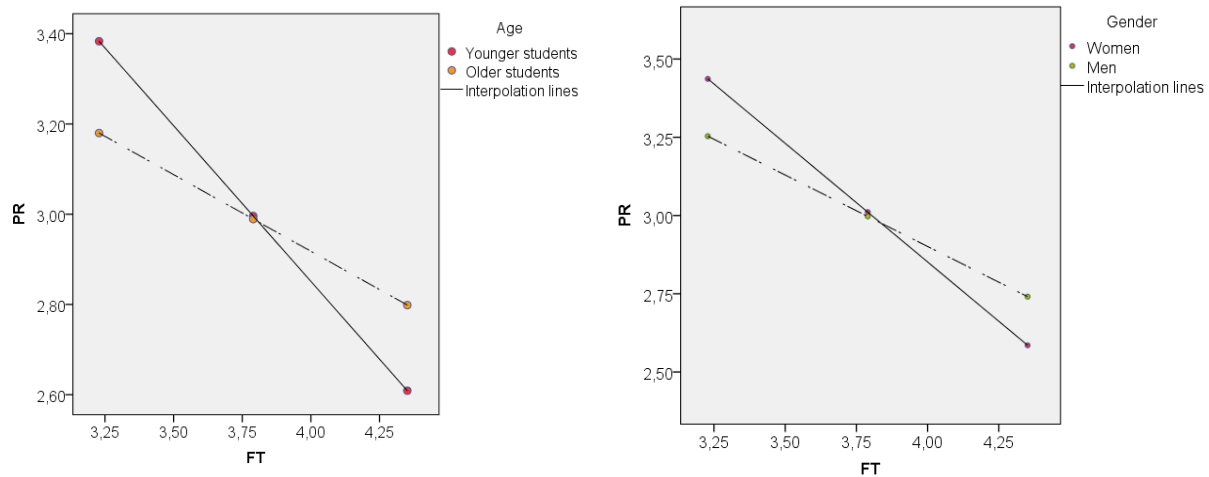 Age
Younger students
Older students
Interpolation lines
3,40
3,20
3,00
2,80
2,60
PR
3,25 3,50 3,75 4,00 4,25
FT
Gender
Women
Men
Interpolation lines
3,50
3,25
3,00
2,75
2,50
PR
3,25 3,50 3,75 4,00 4,25
FT